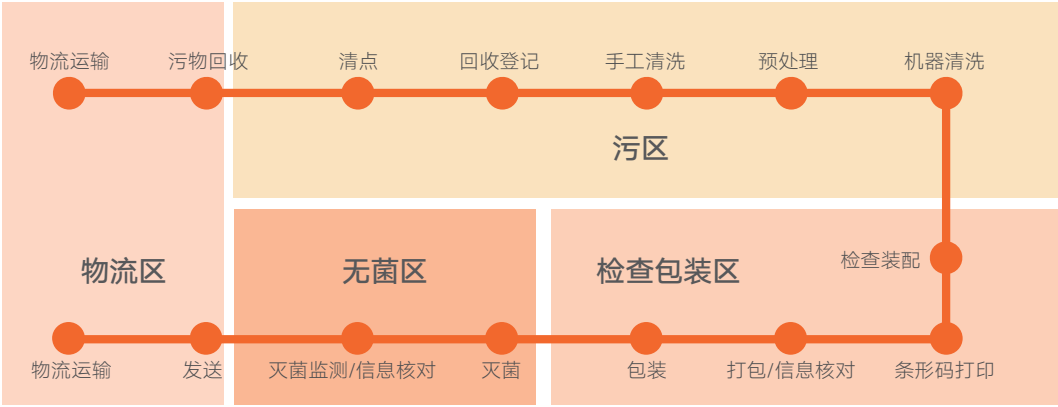 物流运输
污物回收
清点
回收登记
手工清洗
预处理
机器清洗
污区
物流区
无菌区
检查包装区
检查装配
物流运输
发送
灭菌监测/信息核对
灭菌
包装
打包/信息核对
条形码打印